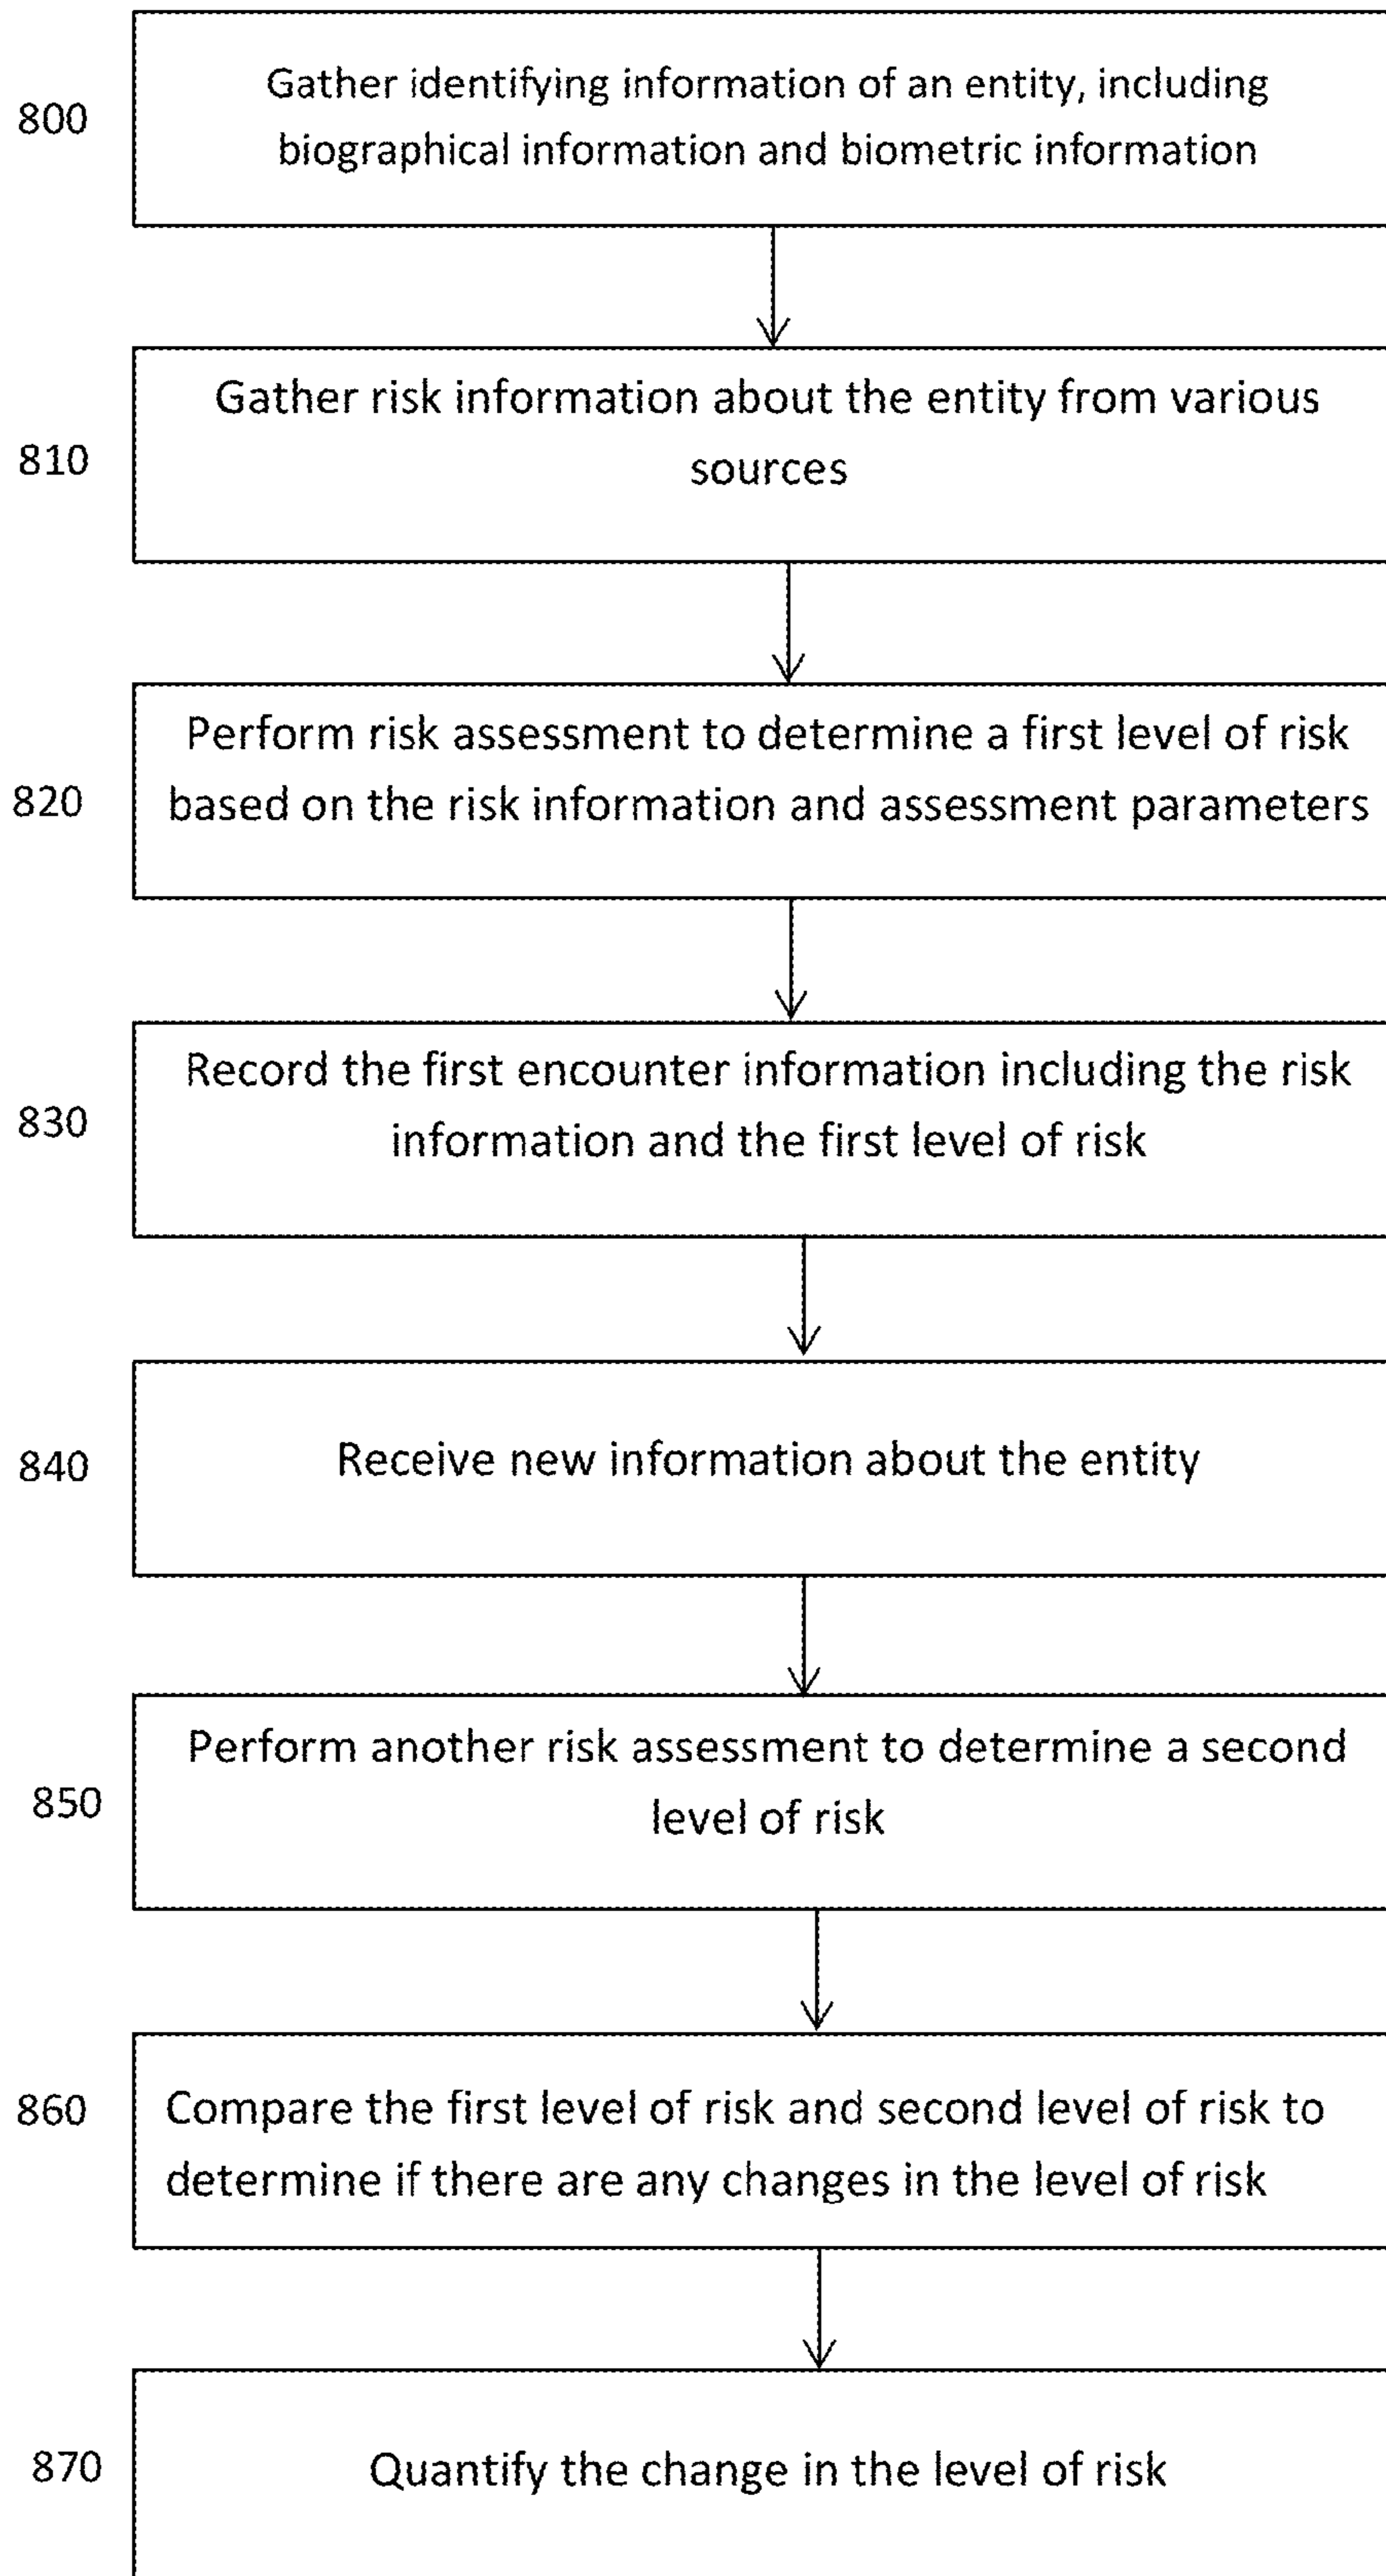 800
Gather identifying information of an entity, including
biographical information and biometric information
810
Gather risk information about the entity from various
sources
820
Perform risk assessment to determine a first level of risk
based on the risk information and assessment parameters
830
Record the first encounter information including the risk
information and the first level of risk
840
Receive new information about the entity
850
Perform another risk assessment to determine a second
level of risk
860
Compare the first level of risk and second level of risk to
determine if there are any changes in the level of risk
870
Quantify the change in the level of risk